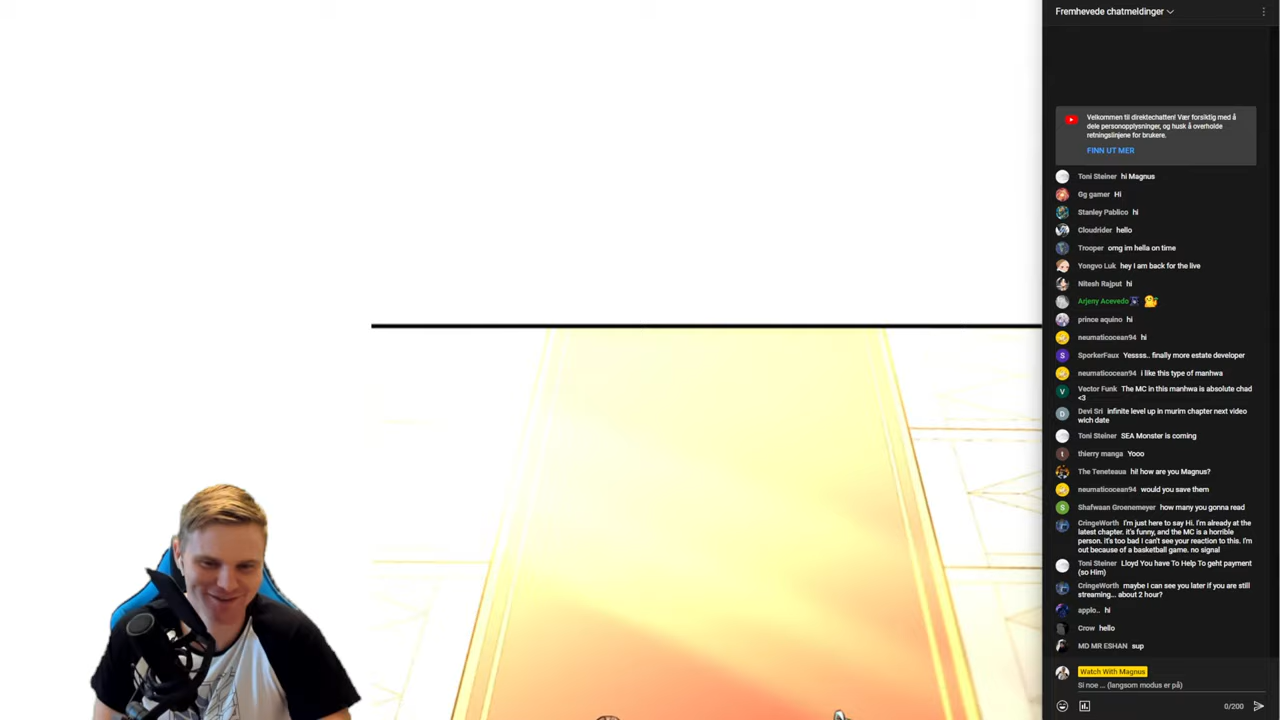 Fremhevede chatmeldinger
Velkommen til direktechatten! Vær forsiktig med å
dele personopplysninger, og husk å overholde
retningslinjene for brukere.
FINN UT MER
Toni Steiner hi Magnus
Gg gamer Hi
Stanley Pablico hi
Cloudrider hello
Trooper omg im hella on time
Yongvo Luk hey I am back for the live
Nitesh Rajput hi
Arjeny Acevedo
prince aquino hi
neumaticocean94 hi
S SporkerFaux Yessss.. finally more estate developer
neumaticocean94 i like this type of manhwa
V Vector Funk The MC in this manhwa is absolute chad
<3
Devi Sri infinite level up in murim chapter next video
wich date
Toni Steiner SEA Monster is coming
t thierry manga Yooo
The Teneteaua hi! how are you Magnus?
neumaticocean94 would you save them
S Shafwaan Groenemeyer how many you gonna read
CringeWorth I'm just here to say Hi. I'm already at the
latest chapter. it's funny, and the MC is a horrible
person. it's too bad I can't see your reaction to this. I'm
out because of a basketball game. no signal
Toni Steiner Lloyd You have To Help To geht payment
(so Him)
CringeWorth maybe I can see you later if you are still
streaming... about 2 hour?
applo.. hi
Crow hello
MD MR ESHAN sup
Watch With Magnus
Si noe ... (langsom modus er på)
0/200